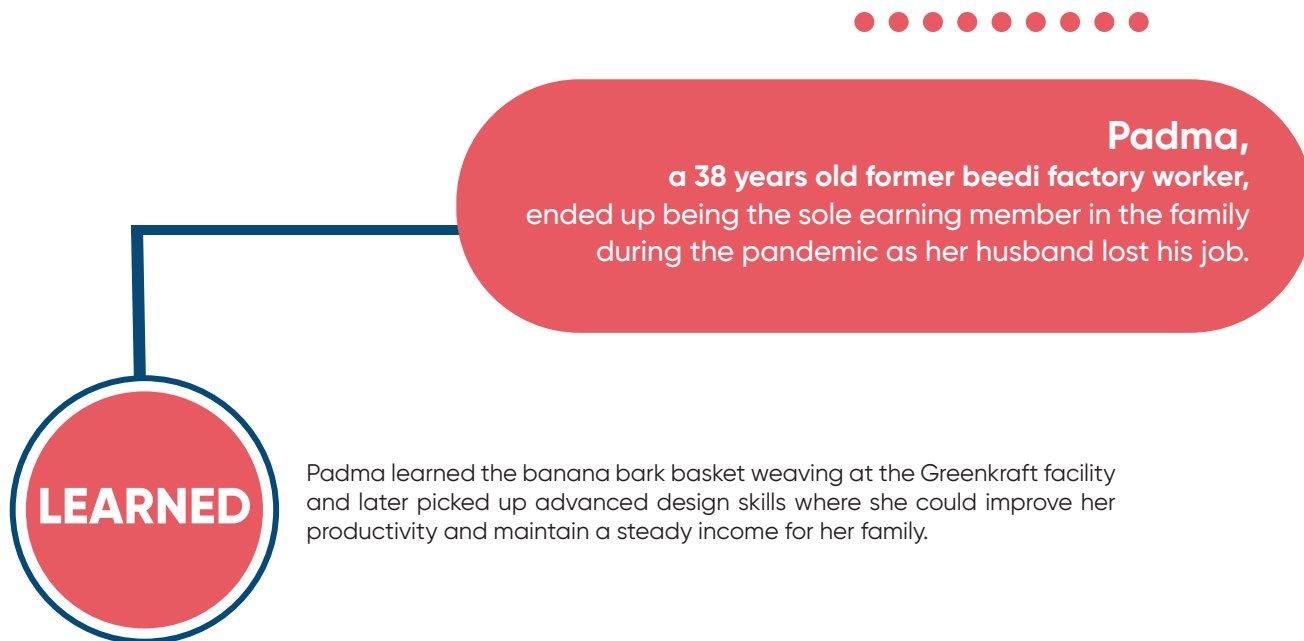 Padma,
a 38 years old former beedi factory worker,
ended up being the sole earning member in the family
during the pandemic as her husband lost his job.
LEARNED
Padma learned the banana bark basket weaving at the Greenkraft facility
and later picked up advanced design skills where she could improve her
productivity and maintain a steady income for her family.